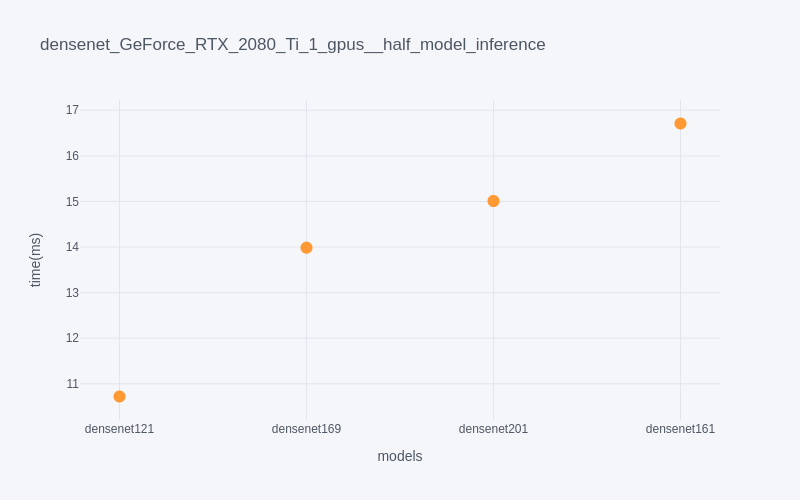 densenet_GeForce_RTX_2080_Ti_1_gpus__half_model_inference
17
16
15
14
13
12
11
time(ms)
densenet121
densenet169
densenet201
densenet161
models